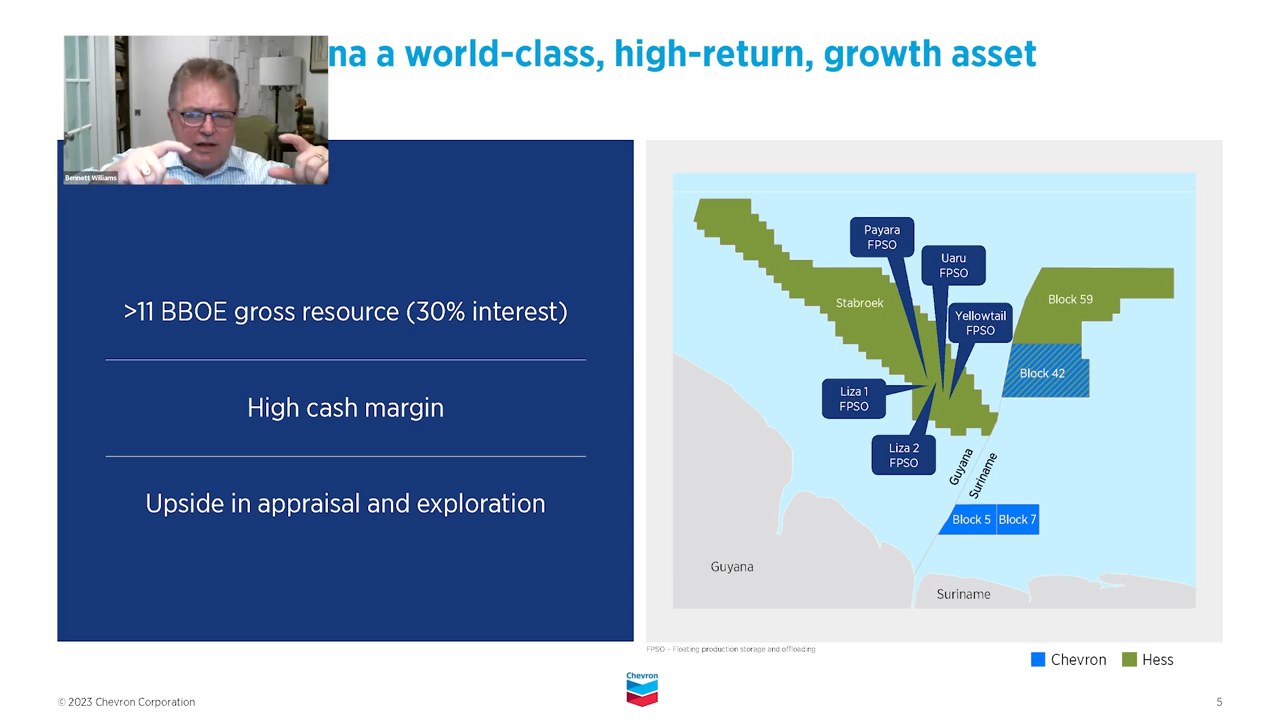 na a world-class, high-return, growth asset
Bennett Williams
>11 BBOE gross resource (30% interest)
High cash margin
Upside in appraisal and exploration
Payara
FPSO
Uaru
FPSO
Stabroek
Yellowtail
FPSO
Block 59
Block 42
Liza 1
FPSO
Liza 2
FPSO
Guyana
Suriname
Block 5
Block 7
Guyana
Suriname
FPSO – Floating production storage and offloading
Chevron
Hess
© 2023 Chevron Corporation
Chevron
5